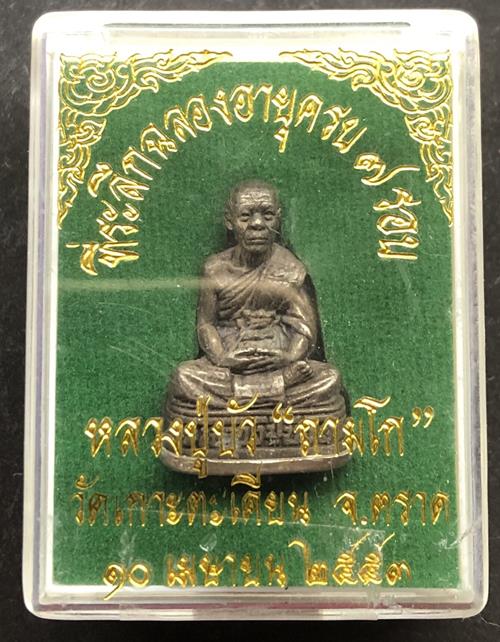 ที่ระลึกฉลองอายุครบ ๗ รอบ
หลวงปู่บัว “ถามโก”
วัดเกาะตะเคียน จ.ตราด
๑๐ เมษายน ๒๕๕๓